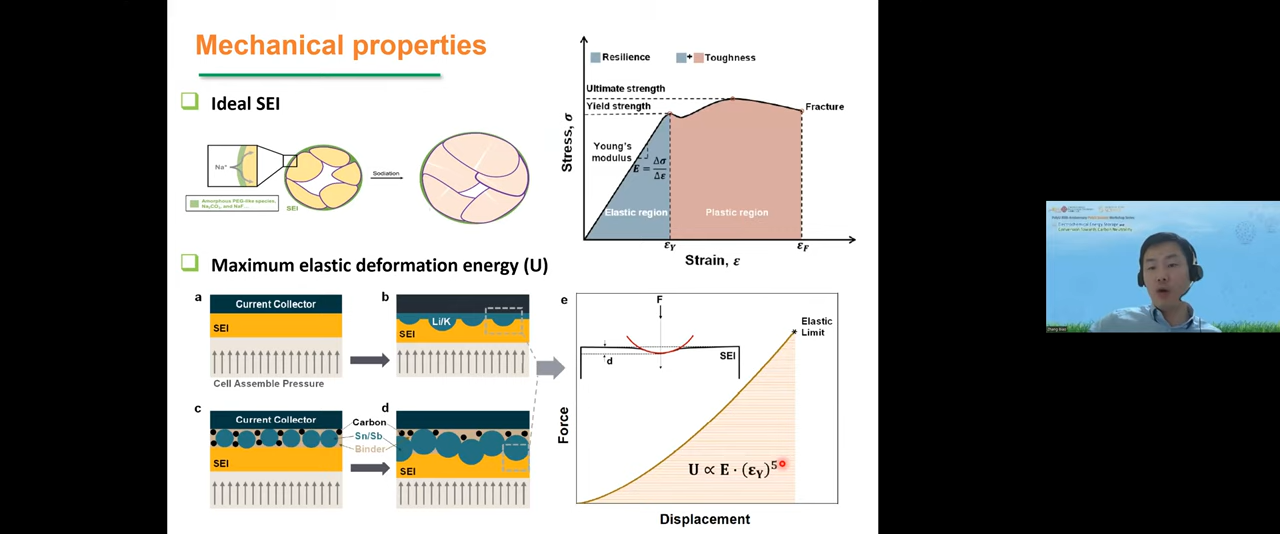 Mechanical properties
Ideal SEI
Na⁺
Amorphous PEG-like species,
Na₂CO₃, and NaF...
SEI
Sodiation
Resilience
+ Toughness
Ultimate strength
Yield strength
Fracture
Young's
modulus
E = Δσ/Δε
Stress, σ
Elastic region
Plastic region
εY
εF
Strain, ε
Maximum elastic deformation energy (U)
a
Current Collector
SEI
Cell Assemble Pressure
b
Li/K
SEI
c
Current Collector
Carbon
Sn/Sb
Binder
SEI
d
SEI
e
F
d
SEI
Elastic
Limit
Force
U ∝ E · (εY)⁵
Displacement